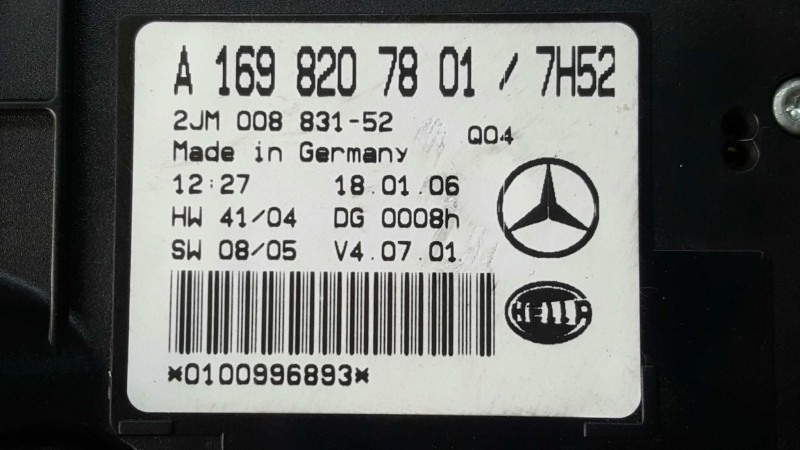 A 169 820 78 01 / 7H52
2JM 008 831-52 Q04
Made in Germany
12:27 18.01.06
HW 41/04 DG 0008h
SW 08/05 V4.07.01
HELLA
*0100996893*